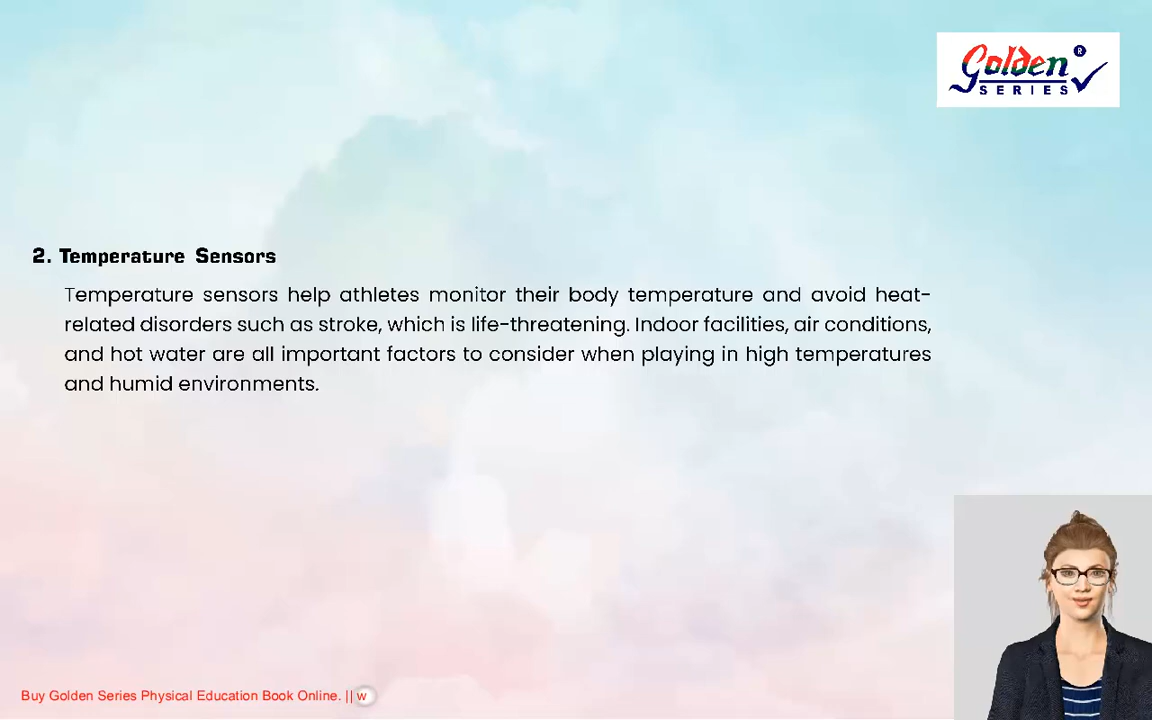 Golden ®
SERIES
2. Temperature Sensors
Temperature sensors help athletes monitor their body temperature and avoid heat-
related disorders such as stroke, which is life-threatening. Indoor facilities, air conditions,
and hot water are all important factors to consider when playing in high temperatures
and humid environments.
Buy Golden Series Physical Education Book Online. || w